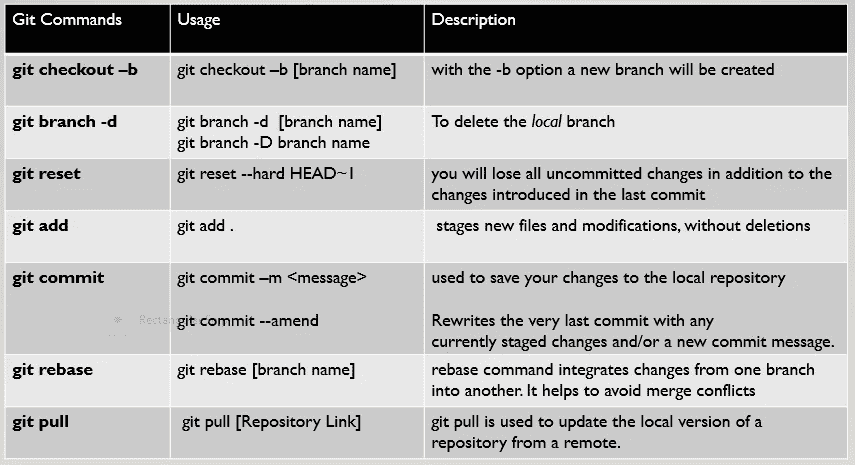 Git Commands Usage Description
git checkout –b git checkout –b [branch name] with the -b option a new branch will be created
git branch -d git branch -d [branch name] To delete the local branch
git branch -D branch name
git reset git reset --hard HEAD~1 you will lose all uncommitted changes in addition to the
changes introduced in the last commit
git add git add . stages new files and modifications, without deletions
git commit git commit –m <message> used to save your changes to the local repository
git commit --amend Rewrites the very last commit with any
currently staged changes and/or a new commit message.
git rebase git rebase [branch name] rebase command integrates changes from one branch
into another. It helps to avoid merge conflicts
git pull git pull [Repository Link] git pull is used to update the local version of a
repository from a remote.